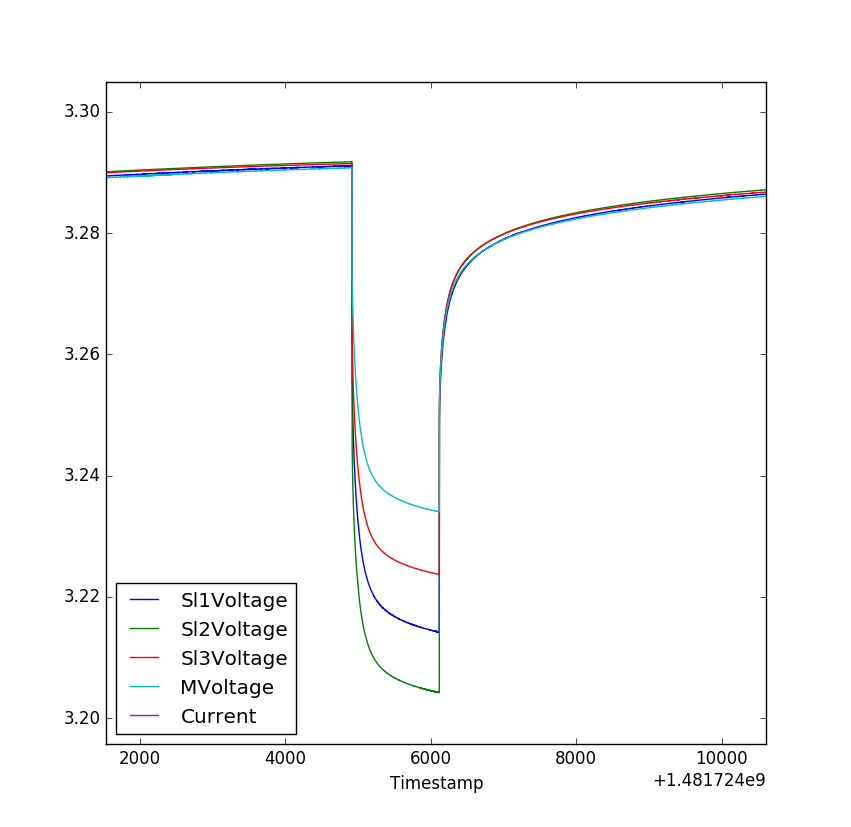 3.30
3.28
3.26
3.24
3.22
3.20
Sl1Voltage
Sl2Voltage
Sl3Voltage
MVoltage
Current
2000 4000 6000 8000 10000
Timestamp
+1.481724e9